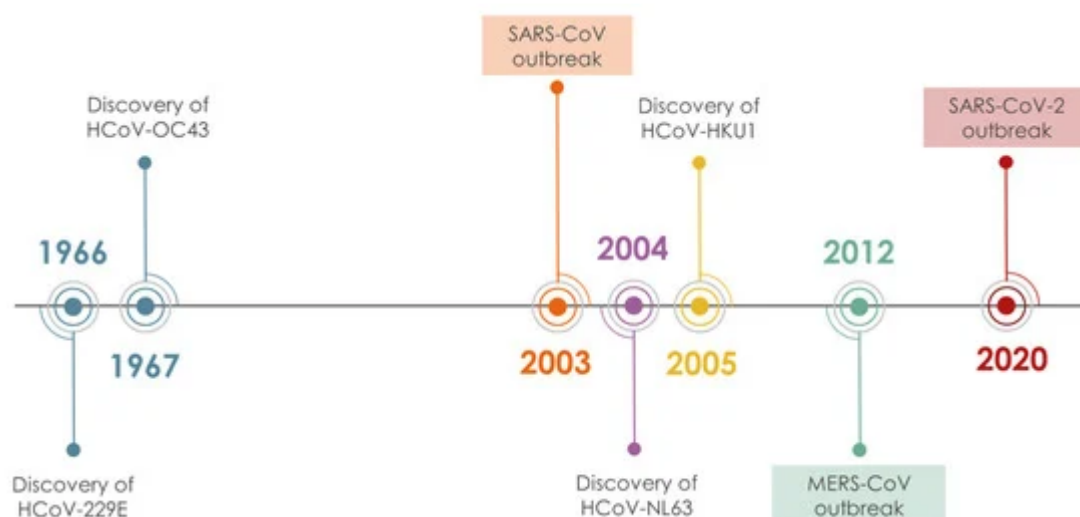 SARS-CoV
outbreak
Discovery of
HCoV-OC43
Discovery of
HCoV-HKU1
SARS-CoV-2
outbreak
1966
2004
2012
1967
2003
2005
2020
Discovery of
HCoV-229E
Discovery of
HCoV-NL63
MERS-CoV
outbreak